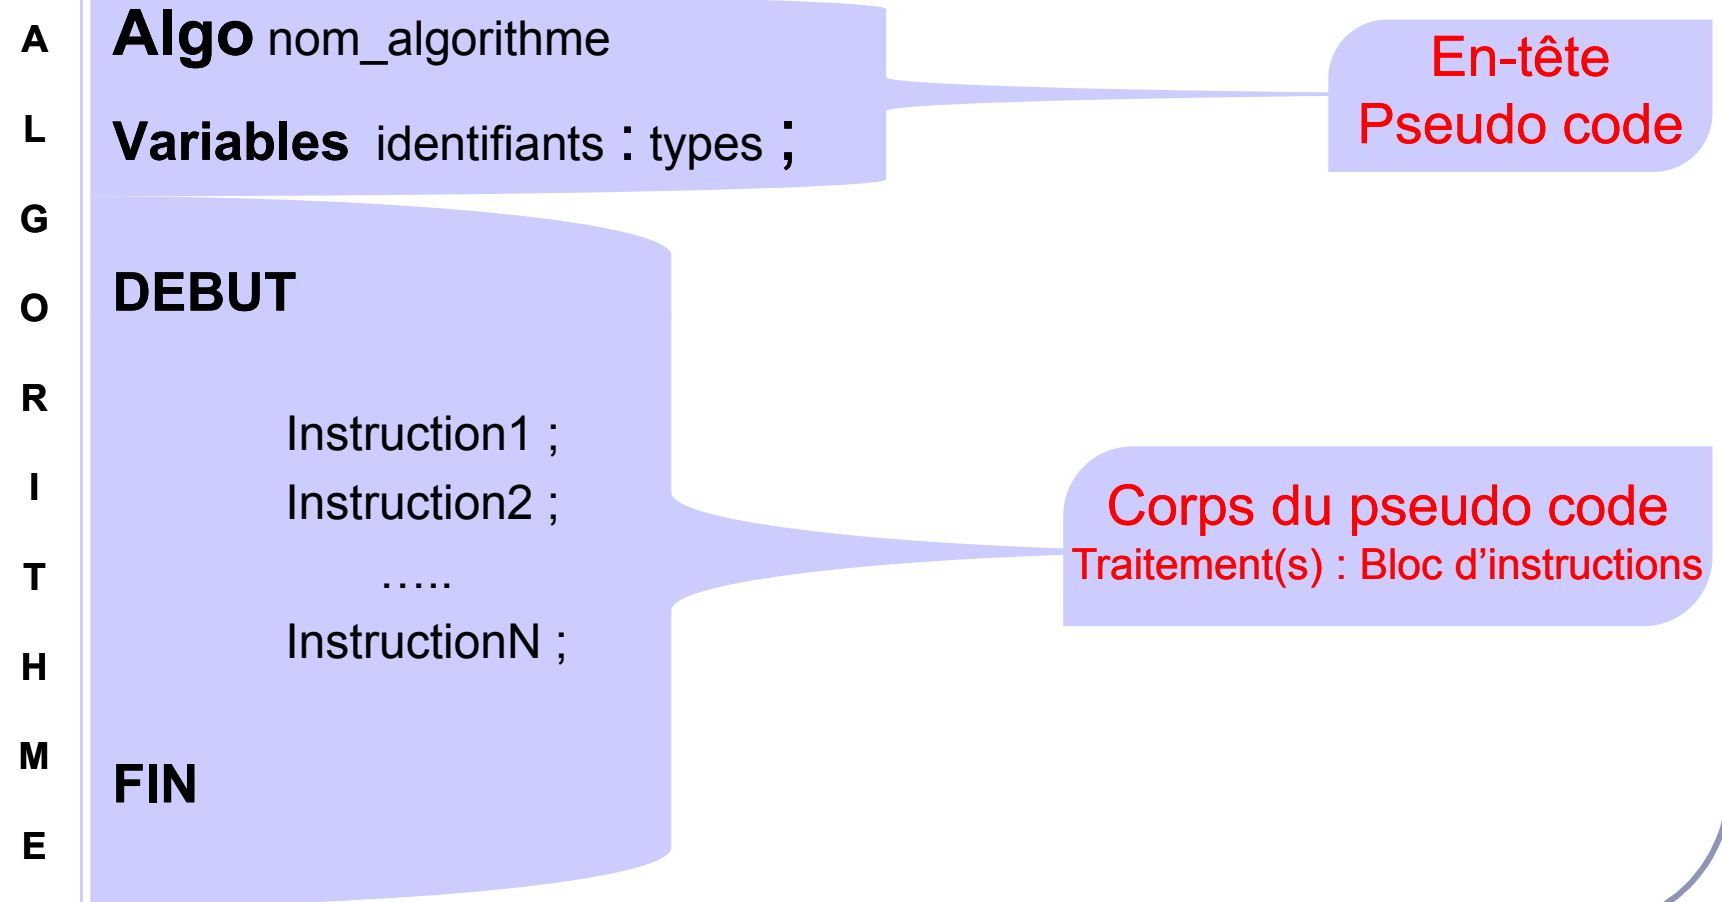 A
L
G
O
R
I
T
H
M
E
Algo nom_algorithme
Variables identifiants : types ;
En-tête
Pseudo code
DEBUT
Instruction1 ;
Instruction2 ;
…..
InstructionN ;
FIN
Corps du pseudo code
Traitement(s) : Bloc d’instructions